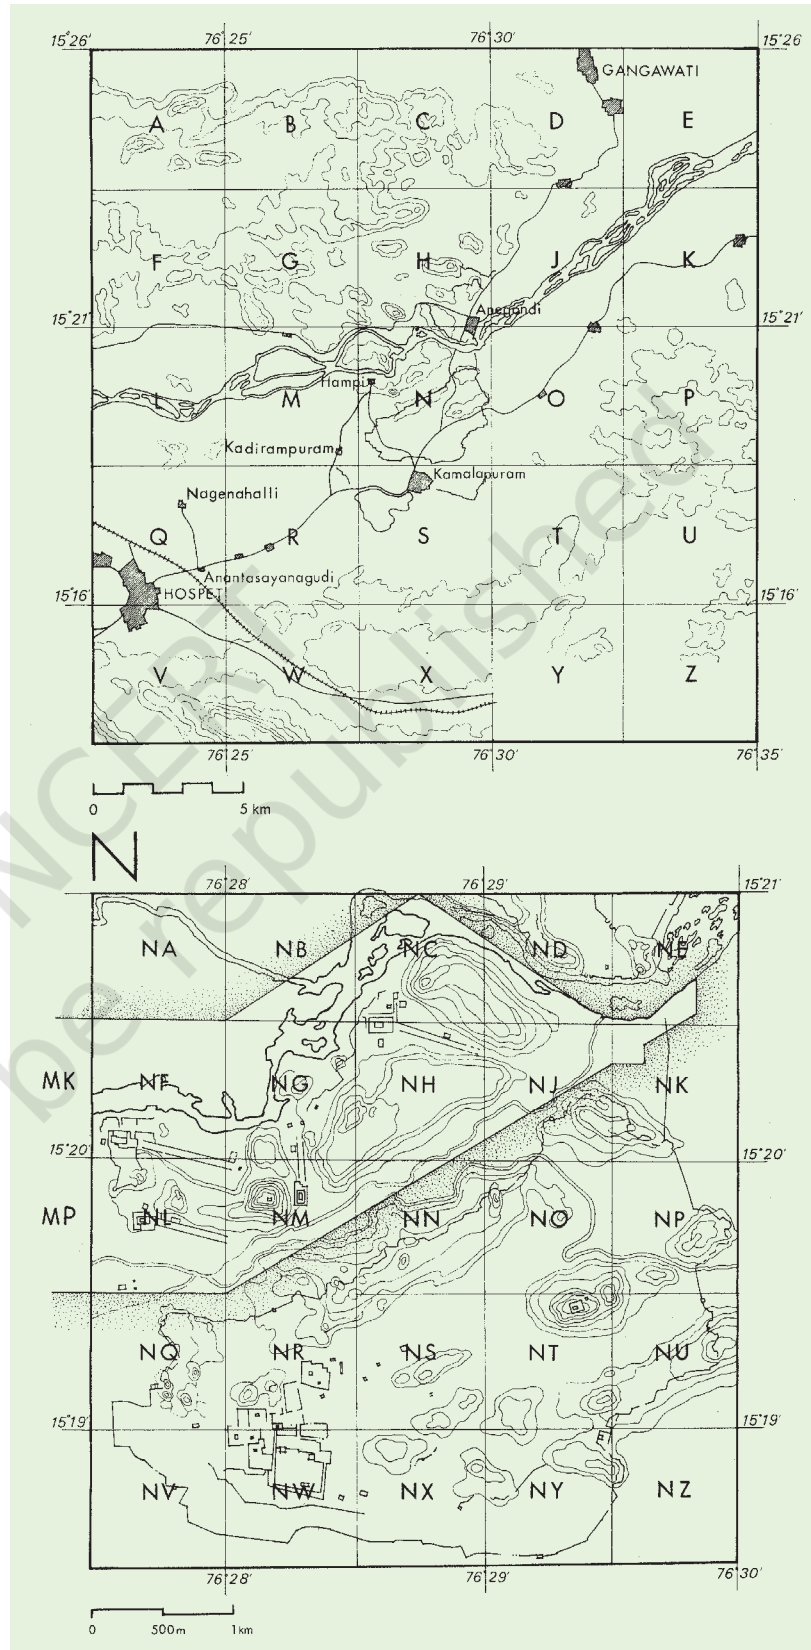 15°26' 76°25' 76°30' 15°26
GANGAWATI
A B C D E
F G H J K
Anegondi
15°21' 15°21'
Hampi
L M N O P
Kadirampuram
Kamalapuram
Nagenahalli
Q R S T U
Anantasayanagudi
15°16' HOSPET 15°16'
V W X Y Z
76°25' 76°30' 76°35'
0 5 km
N
76°28' 76°29' 15°21'
NA NB NC ND NE
MK NF NG NH NJ NK
15°20' 15°20'
MP NL NM NN NO NP
NQ NR NS NT NU
15°19' 15°19'
NV NW NX NY NZ
76°28' 76°29' 76°30'
0 500m 1km
NCERT
be republished